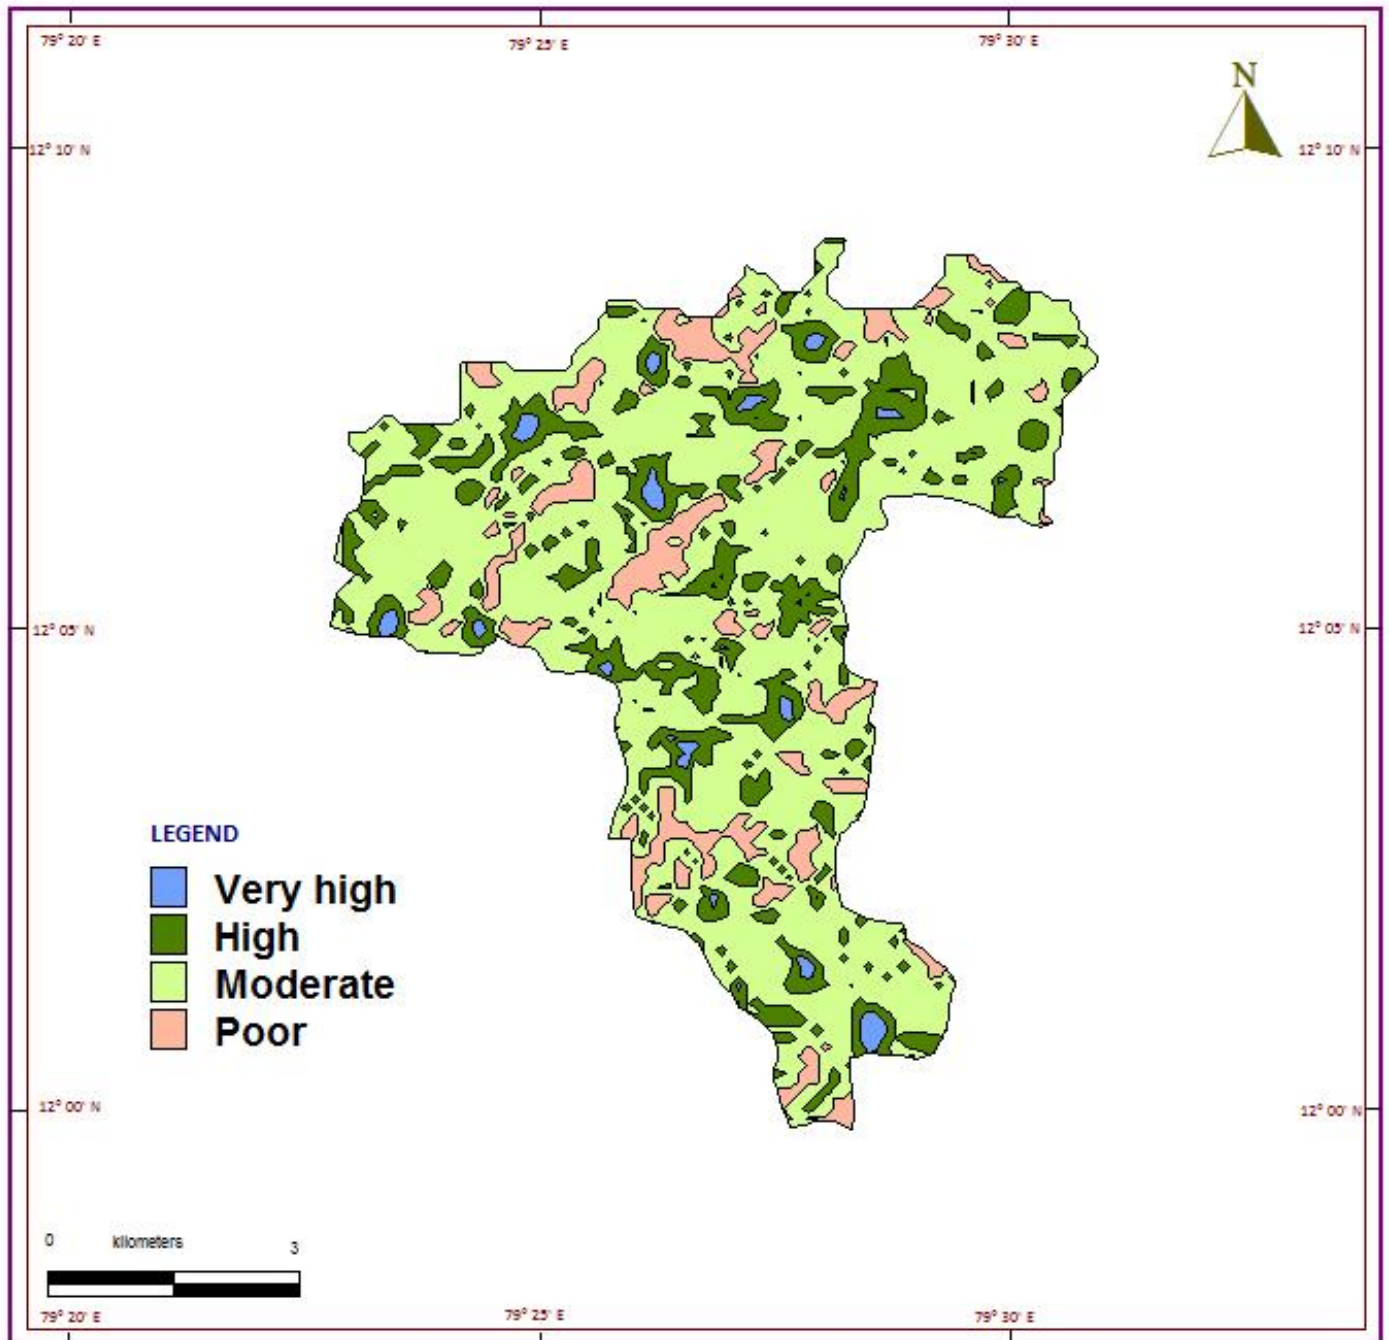 79° 20' E
79° 25' E
79° 30' E
N
12° 10' N
12° 10' N
12° 05' N
12° 05' N
LEGEND
Very high
High
Moderate
Poor
12° 00' N
12° 00' N
0 kilometers 3
79° 20' E
79° 25' E
79° 30' E